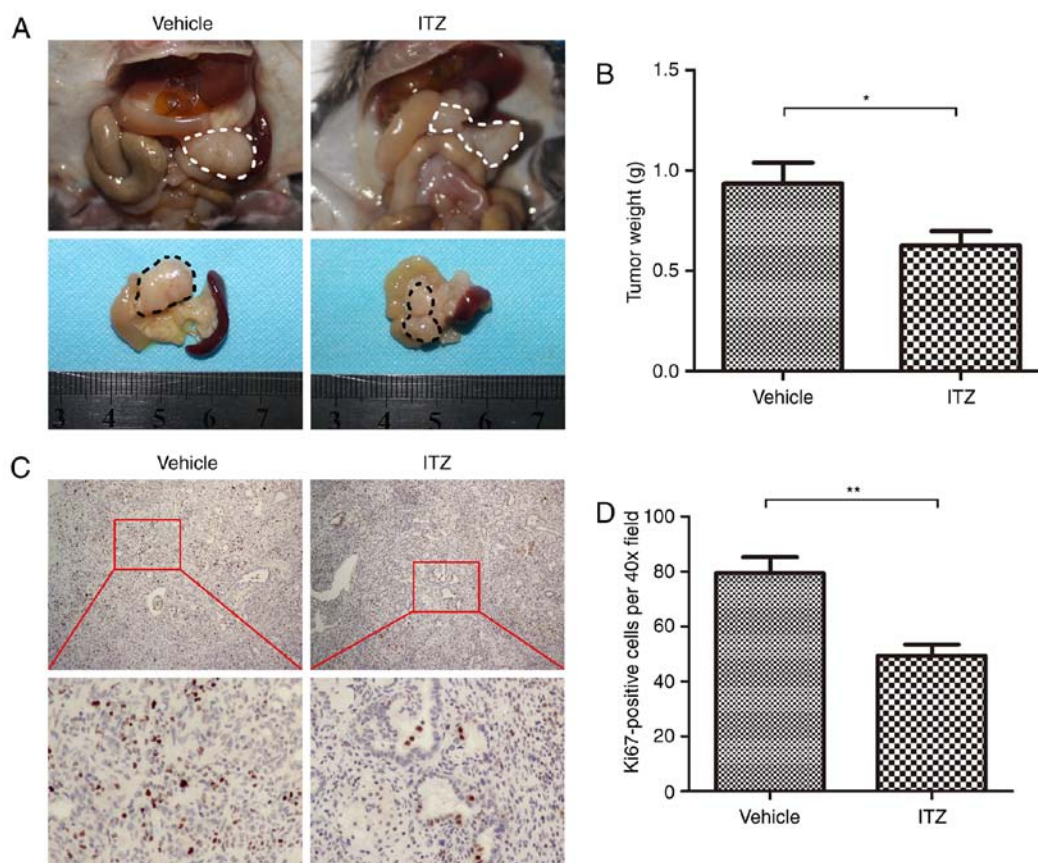 A
Vehicle
ITZ
3 4 5 6 7
3 4 5 6 7
B
Tumor weight (g)
1.5
1.0
0.5
0.0
*
Vehicle
ITZ
C
Vehicle
ITZ
D
Ki67-positive cells per 40x field
100
80
60
40
20
0
**
Vehicle
ITZ